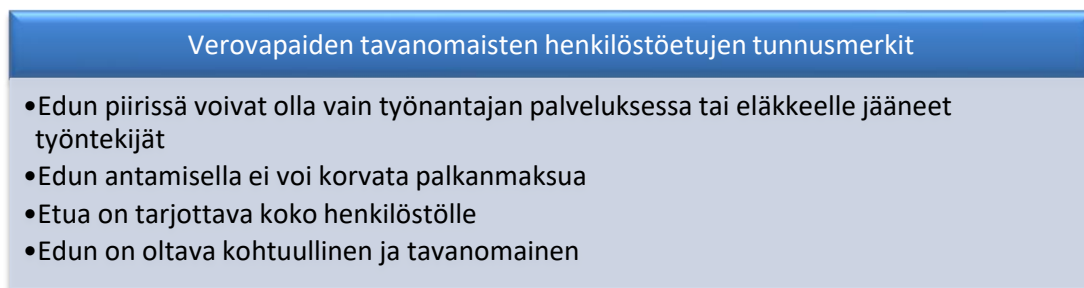 Verovapaiden tavanomaisten henkilöstöetujen tunnusmerkit
•Edun piirissä voivat olla vain työnantajan palveluksessa tai eläkkeelle jääneet
työntekijät
•Edun antamisella ei voi korvata palkanmaksua
•Etua on tarjottava koko henkilöstölle
•Edun on oltava kohtuullinen ja tavanomainen